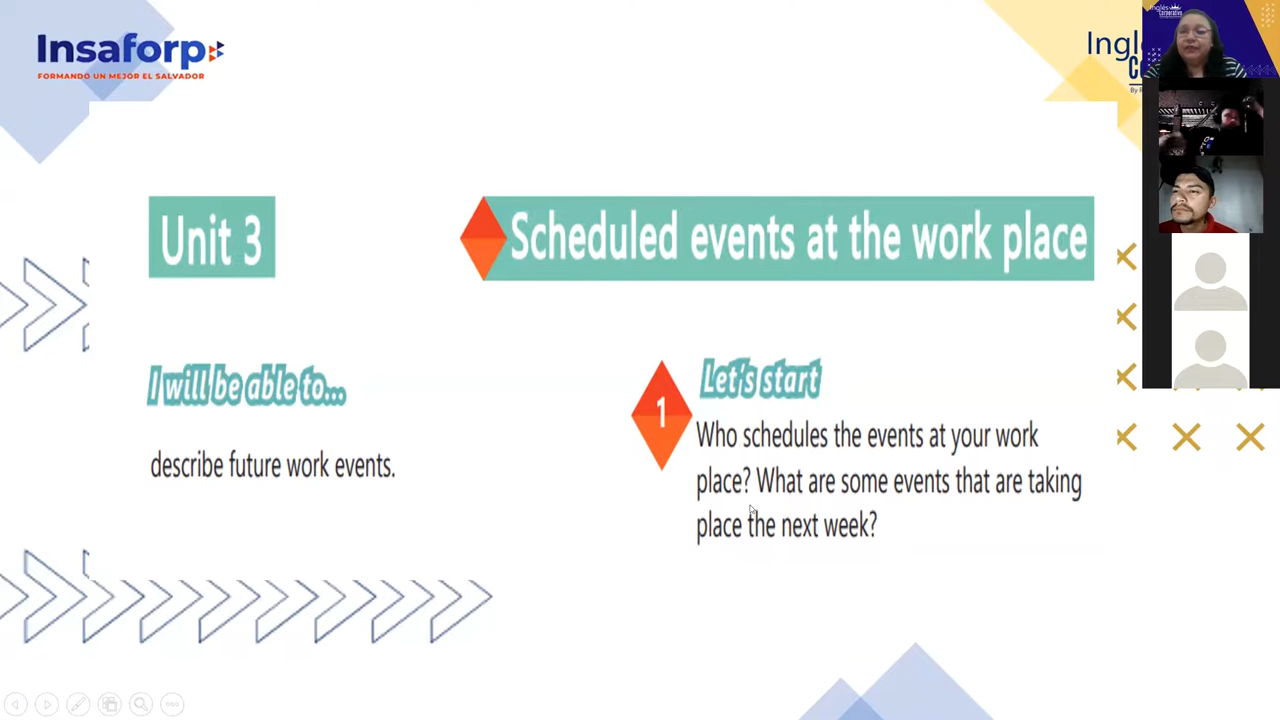 Insaforp
FORMANDO UN MEJOR EL SALVADOR
Unit 3
Scheduled events at the work place
I will be able to...
describe future work events.
1
Let's start
Who schedules the events at your work
place? What are some events that are taking
place the next week?
Inglés
Corporativo